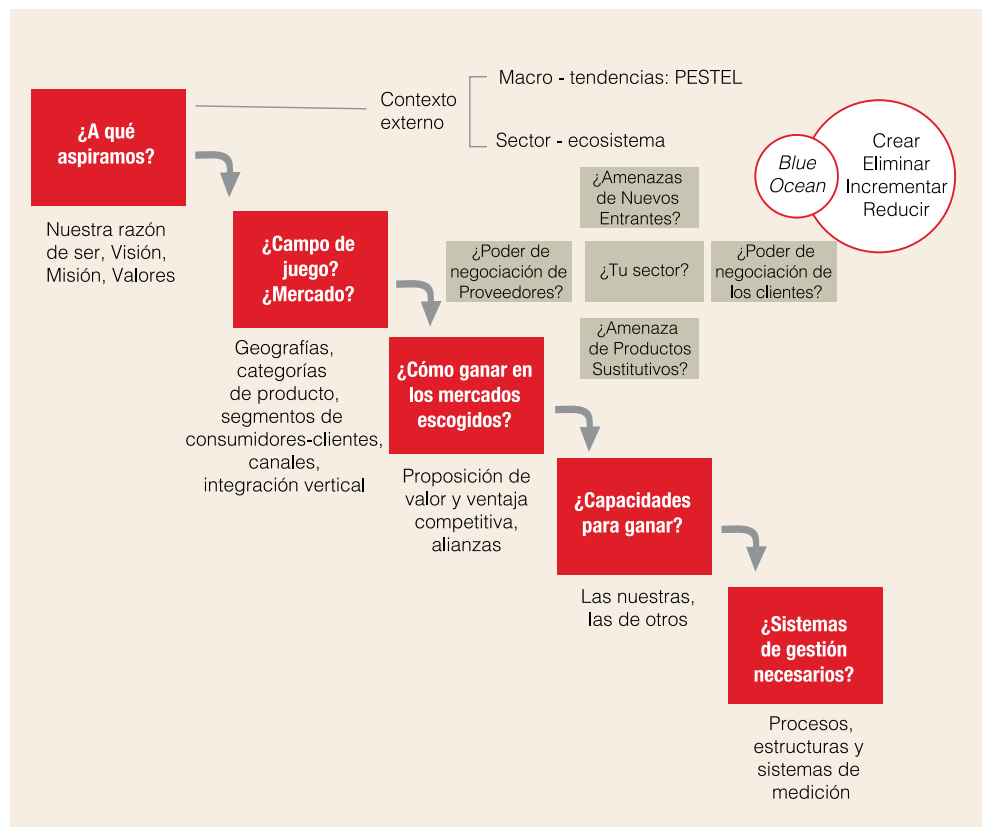 ¿A qué
aspiramos?
Nuestra razón
de ser, Visión,
Misión, Valores
Contexto
externo
Macro - tendencias: PESTEL
Sector - ecosistema
Blue
Ocean
Crear
Eliminar
Incrementar
Reducir
¿Amenazas
de Nuevos
Entrantes?
¿Poder de
negociación de
Proveedores?
¿Tu sector?
¿Poder de
negociación de
los clientes?
¿Amenaza
de Productos
Sustitutivos?
¿Campo de
juego?
¿Mercado?
Geografías,
categorías
de producto,
segmentos de
consumidores-clientes,
canales,
integración vertical
¿Cómo ganar en
los mercados
escogidos?
Proposición de
valor y ventaja
competitiva,
alianzas
¿Capacidades
para ganar?
Las nuestras,
las de otros
¿Sistemas
de gestión
necesarios?
Procesos,
estructuras y
sistemas de
medición